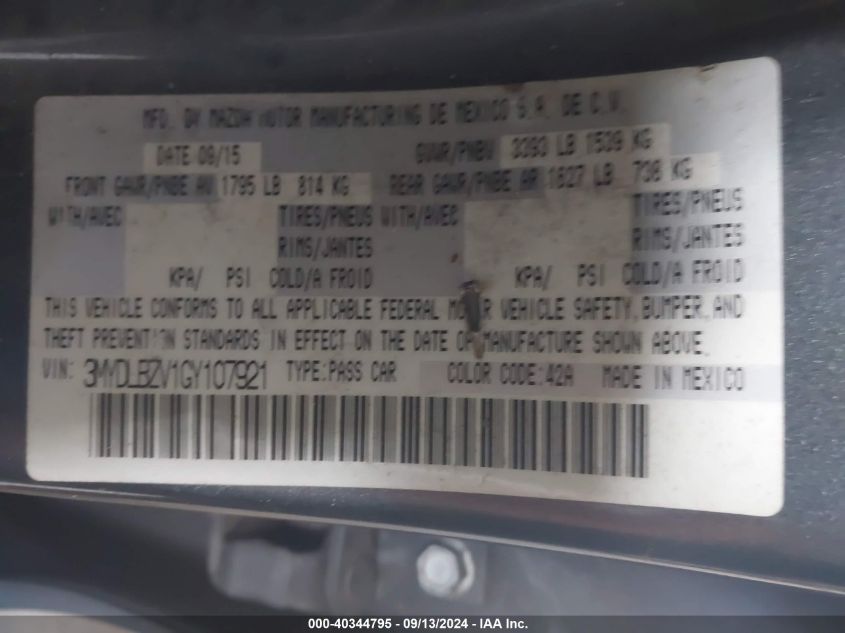 MFD. BY MAZDA MOTOR MANUFACTURING DE MEXICO S.A. DE C.V.
DATE 09/15 GVWR/PNBV 3393 LB 1539 KG
FRONT GAWR/PNBE AV 1795 LB 814 KG REAR GAWR/PNBE AR 1627 LB 738 KG
WITH/AVEC TIRES/PNEUS WITH/AVEC TIRES/PNEUS
RIMS/JANTES RIMS/JANTES
KPA/ PSI COLD/A FROID KPA/ PSI COLD/A FROID
THIS VEHICLE CONFORMS TO ALL APPLICABLE FEDERAL MOTOR VEHICLE SAFETY, BUMPER, AND
THEFT PREVENTION STANDARDS IN EFFECT ON THE DATE OF MANUFACTURE SHOWN ABOVE.
VIN: 3MYDLBZV1GY107921 TYPE:PASS CAR COLOR CODE:42A MADE IN MEXICO
000-40344795 - 09/13/2024 - IAA Inc.